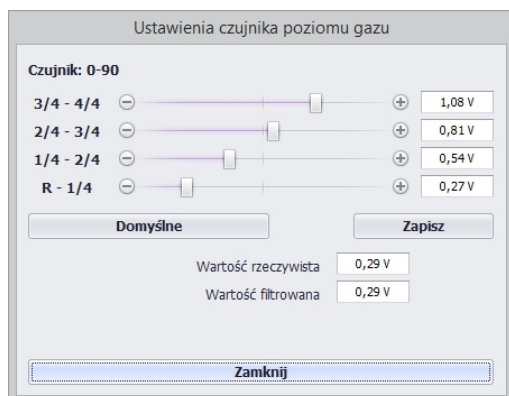 Ustawienia czujnika poziomu gazu
Czujnik: 0-90
3/4 - 4/4 1,08 V
2/4 - 3/4 0,81 V
1/4 - 2/4 0,54 V
R - 1/4 0,27 V
Domyślne Zapisz
Wartość rzeczywista 0,29 V
Wartość filtrowana 0,29 V
Zamknij